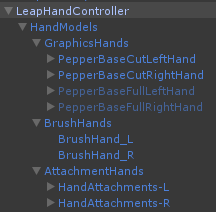 LeapHandController
HandModels
GraphicsHands
PepperBaseCutLeftHand
PepperBaseCutRightHand
PepperBaseFullLeftHand
PepperBaseFullRightHand
BrushHands
BrushHand_L
BrushHand_R
AttachmentHands
HandAttachments-L
HandAttachments-R